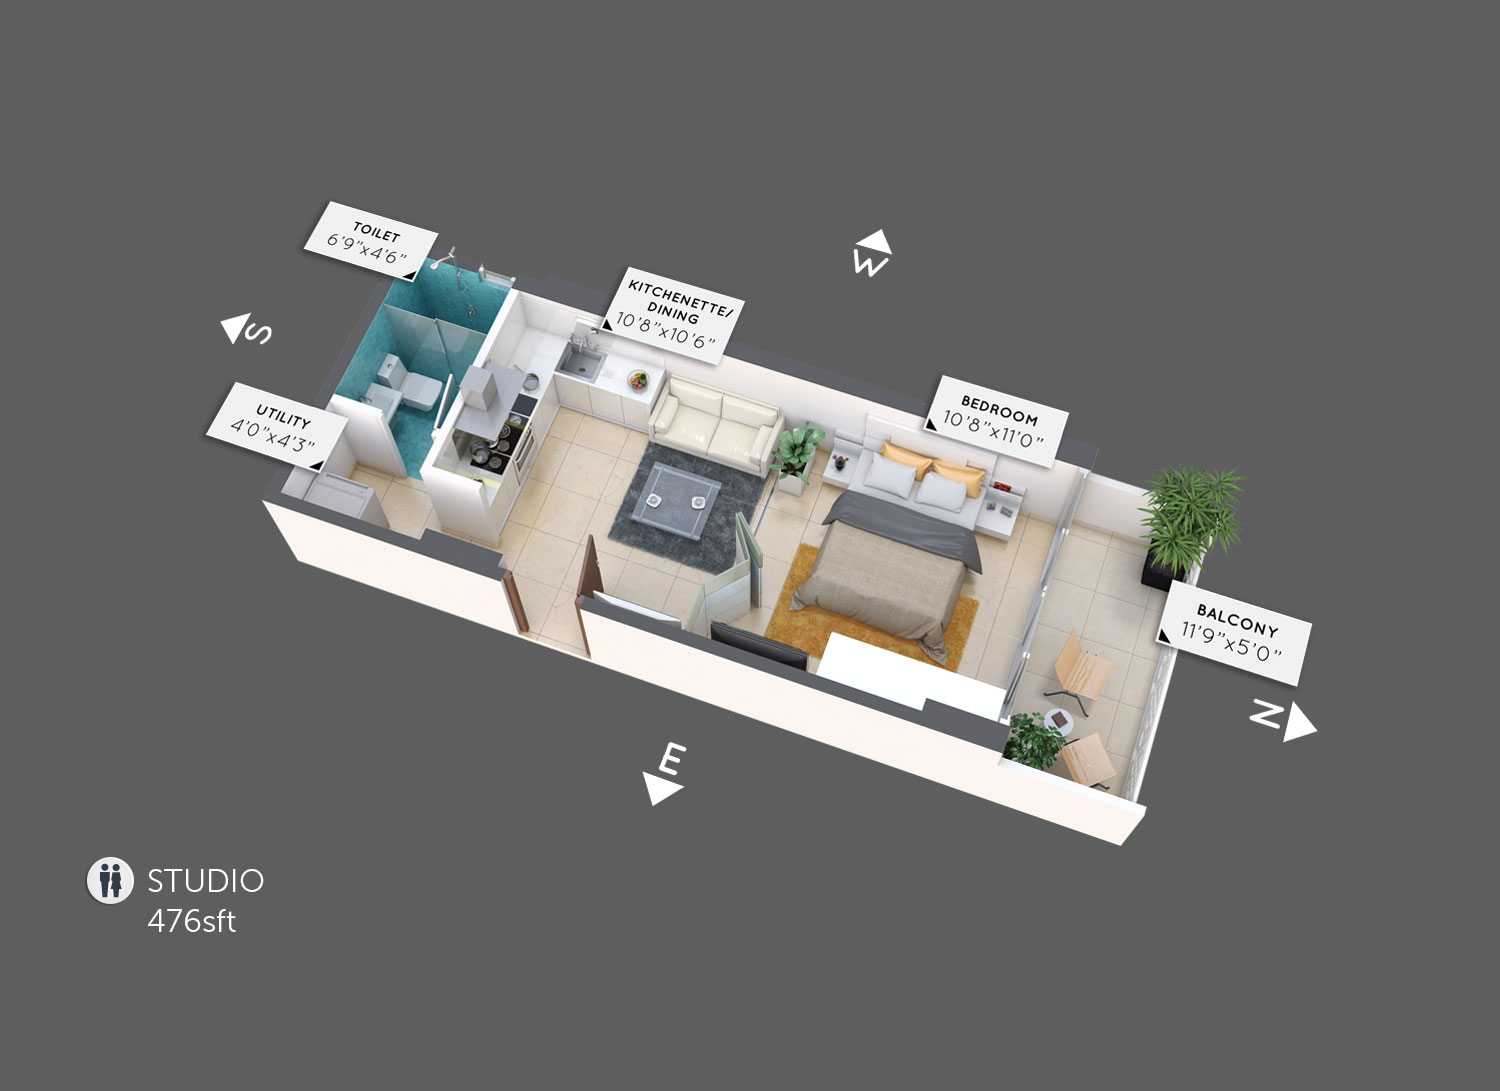 TOILET
6'9"x4'6"
W
KITCHENETTE/
DINING
10'8"x10'6"
S
UTILITY
4'0"x4'3"
BEDROOM
10'8"x11'0"
BALCONY
11'9"x5'0"
N
E
STUDIO
476sft